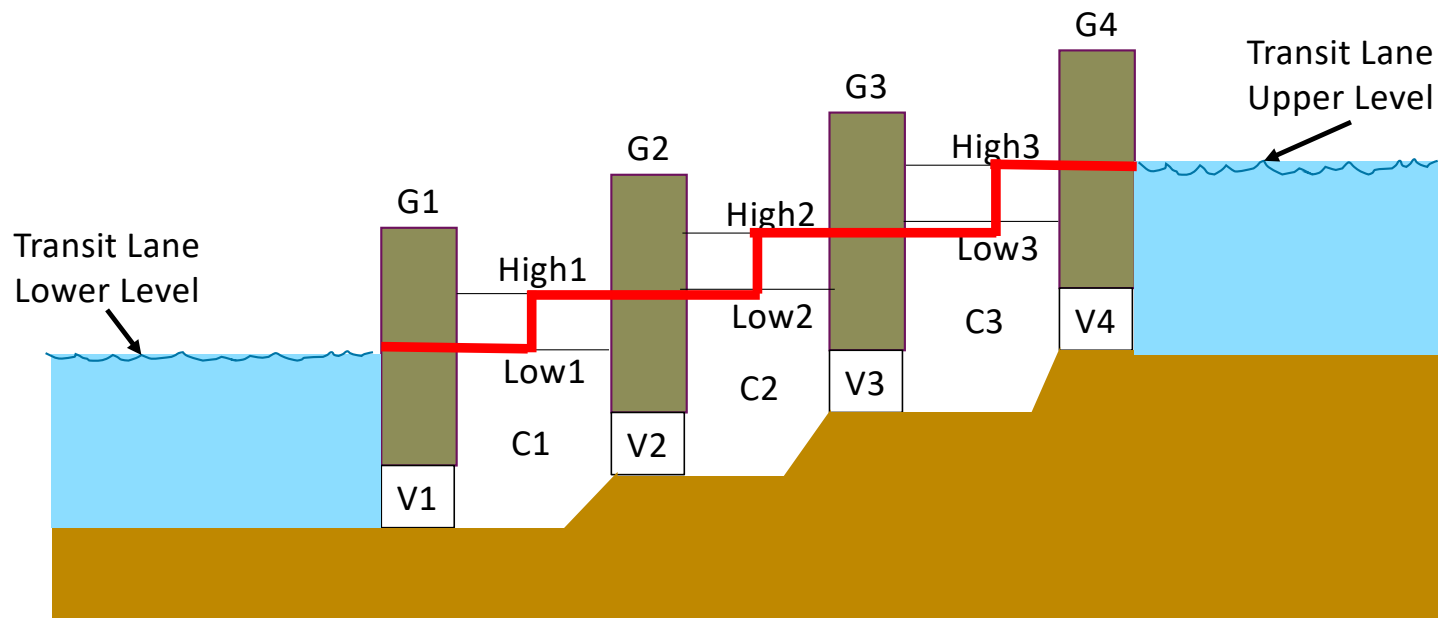 G4
Transit Lane
Upper Level
G3
High3
G2
High2
G1
Low3
Transit Lane
Lower Level
High1
Low2
C3
V4
Low1
C2
V3
C1
V2
V1